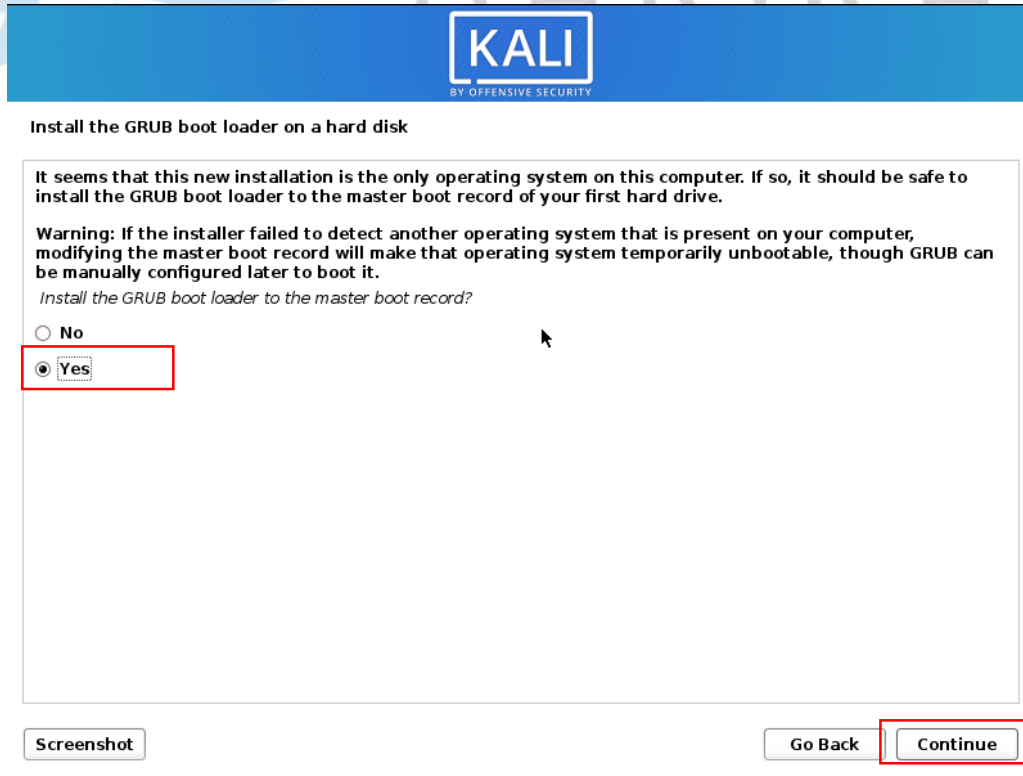 KALI
BY OFFENSIVE SECURITY
Install the GRUB boot loader on a hard disk
It seems that this new installation is the only operating system on this computer. If so, it should be safe to
install the GRUB boot loader to the master boot record of your first hard drive.
Warning: If the installer failed to detect another operating system that is present on your computer,
modifying the master boot record will make that operating system temporarily unbootable, though GRUB can
be manually configured later to boot it.
Install the GRUB boot loader to the master boot record?
No
Yes
Screenshot
Go Back
Continue